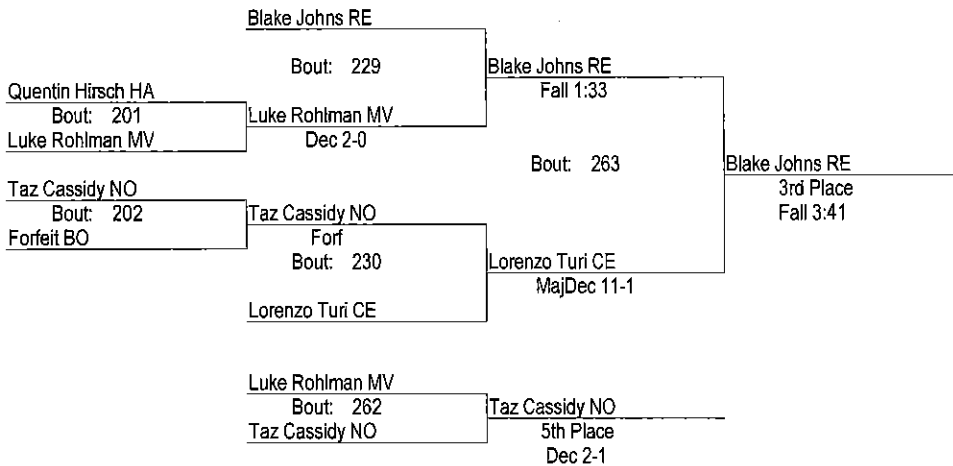 Blake Johns RE
Bout: 229
Blake Johns RE
Fall 1:33
Quentin Hirsch HA
Bout: 201
Luke Rohlman MV
Luke Rohlman MV
Dec 2-0
Bout: 263
Blake Johns RE
3rd Place
Fall 3:41
Taz Cassidy NO
Bout: 202
Forfeit BO
Taz Cassidy NO
Forf
Bout: 230
Lorenzo Turi CE
MajDec 11-1
Lorenzo Turi CE
Luke Rohlman MV
Bout: 262
Taz Cassidy NO
Taz Cassidy NO
5th Place
Dec 2-1